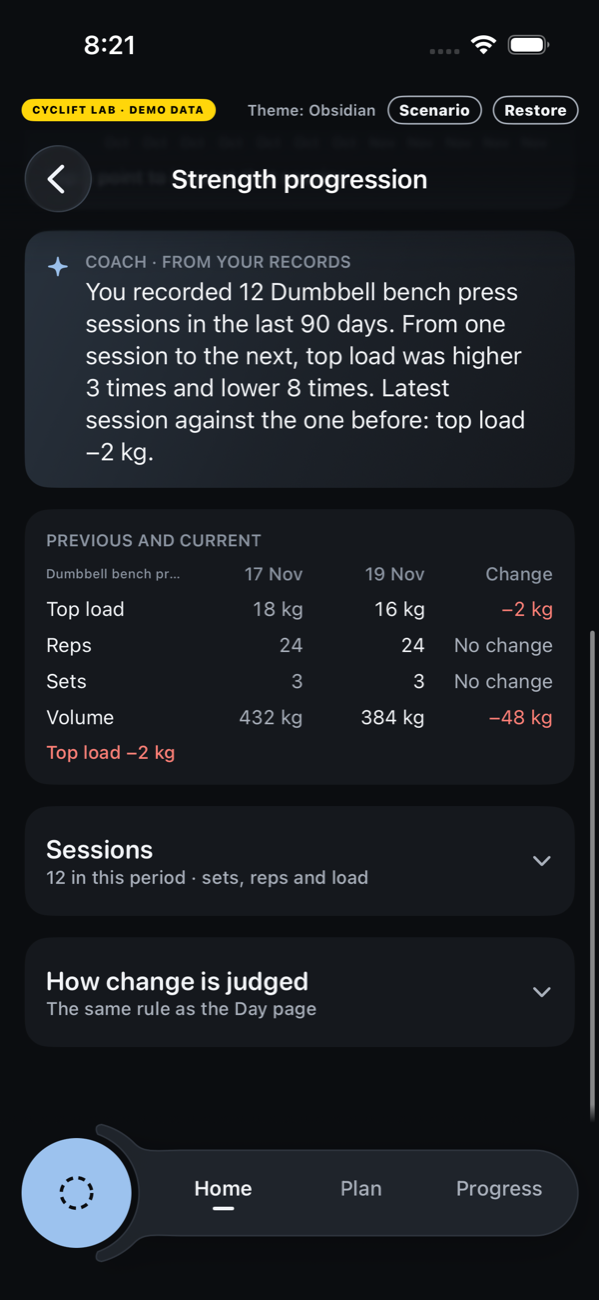 8:21
CYCLIFT LAB · DEMO DATA
Theme: Obsidian
Scenario
Restore
Strength progression
COACH · FROM YOUR RECORDS
You recorded 12 Dumbbell bench press
sessions in the last 90 days. From one
session to the next, top load was higher
3 times and lower 8 times. Latest
session against the one before: top load
−2 kg.
PREVIOUS AND CURRENT
Dumbbell bench pr... 17 Nov 19 Nov Change
Top load 18 kg 16 kg −2 kg
Reps 24 24 No change
Sets 3 3 No change
Volume 432 kg 384 kg −48 kg
Top load −2 kg
Sessions
12 in this period · sets, reps and load
How change is judged
The same rule as the Day page
Home Plan Progress